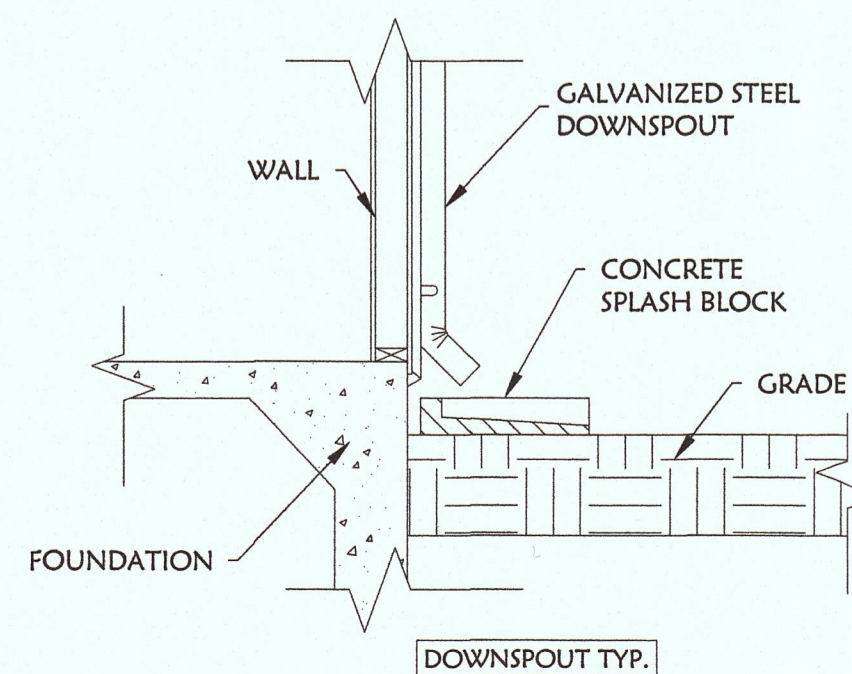 GALVANIZED STEEL
DOWNSPOUT
WALL
CONCRETE
SPLASH BLOCK
GRADE
FOUNDATION
DOWNSPOUT TYP.